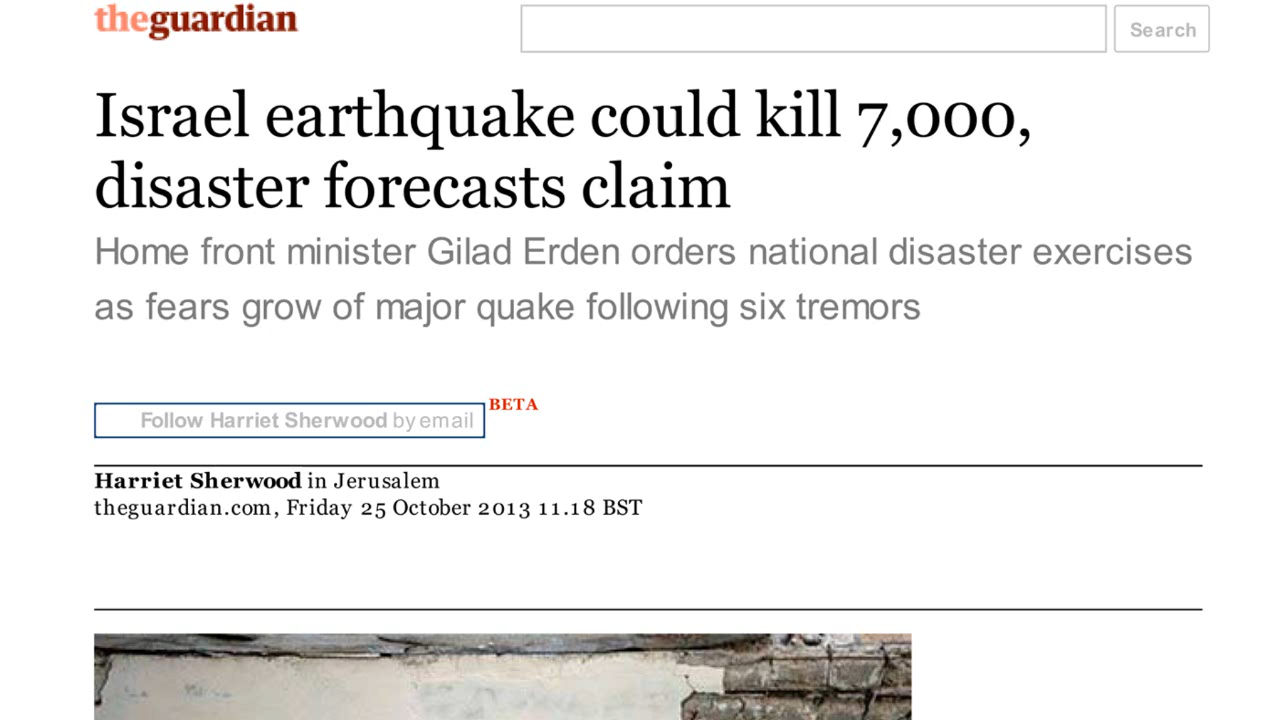 theguardian
Search
Israel earthquake could kill 7,000,
disaster forecasts claim
Home front minister Gilad Erden orders national disaster exercises
as fears grow of major quake following six tremors
Follow Harriet Sherwood by email BETA
Harriet Sherwood in Jerusalem
theguardian.com, Friday 25 October 2013 11.18 BST